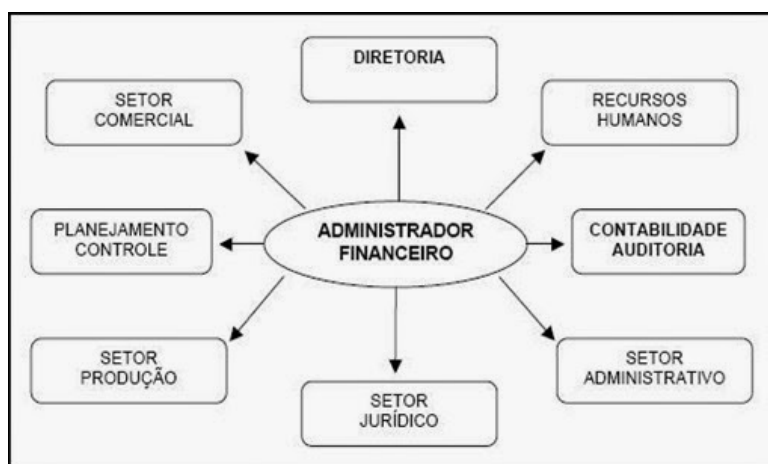 DIRETORIA
SETOR
COMERCIAL
RECURSOS
HUMANOS
PLANEJAMENTO
CONTROLE
ADMINISTRADOR
FINANCEIRO
CONTABILIDADE
AUDITORIA
SETOR
PRODUÇÃO
SETOR
JURÍDICO
SETOR
ADMINISTRATIVO